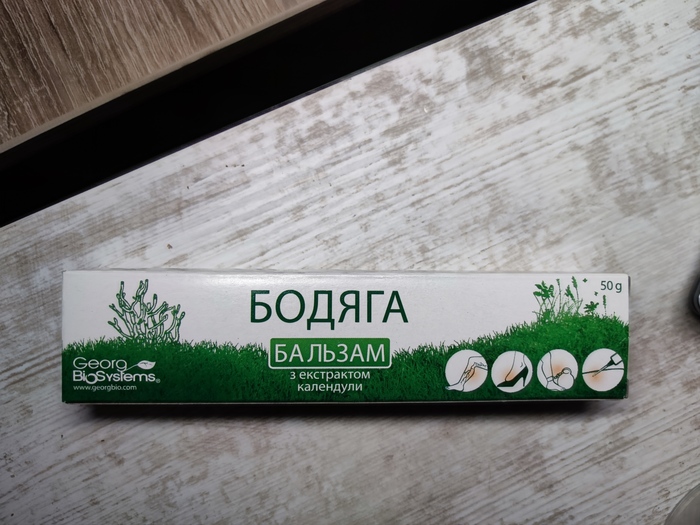 БОДЯГА
50 g
БАЛЬЗАМ
з екстрактом
календули
Georg
BioSystems®
www.georgbio.com